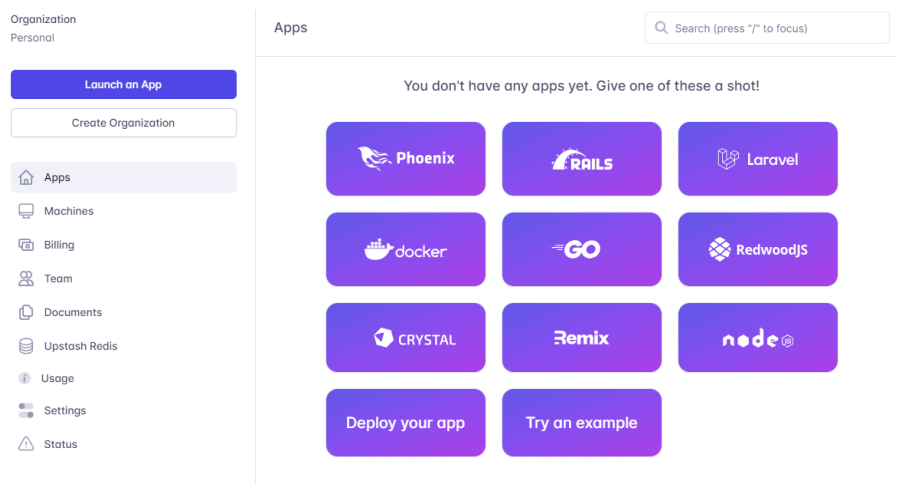 Organization
Personal
Launch an App
Create Organization
Apps
Machines
Billing
Team
Documents
Upstash Redis
Usage
Settings
Status
Apps
Search (press "/" to focus)
You don't have any apps yet. Give one of these a shot!
Phoenix
RAILS
Laravel
docker
GO
RedwoodJS
CRYSTAL
Remix
node JS
Deploy your app
Try an example